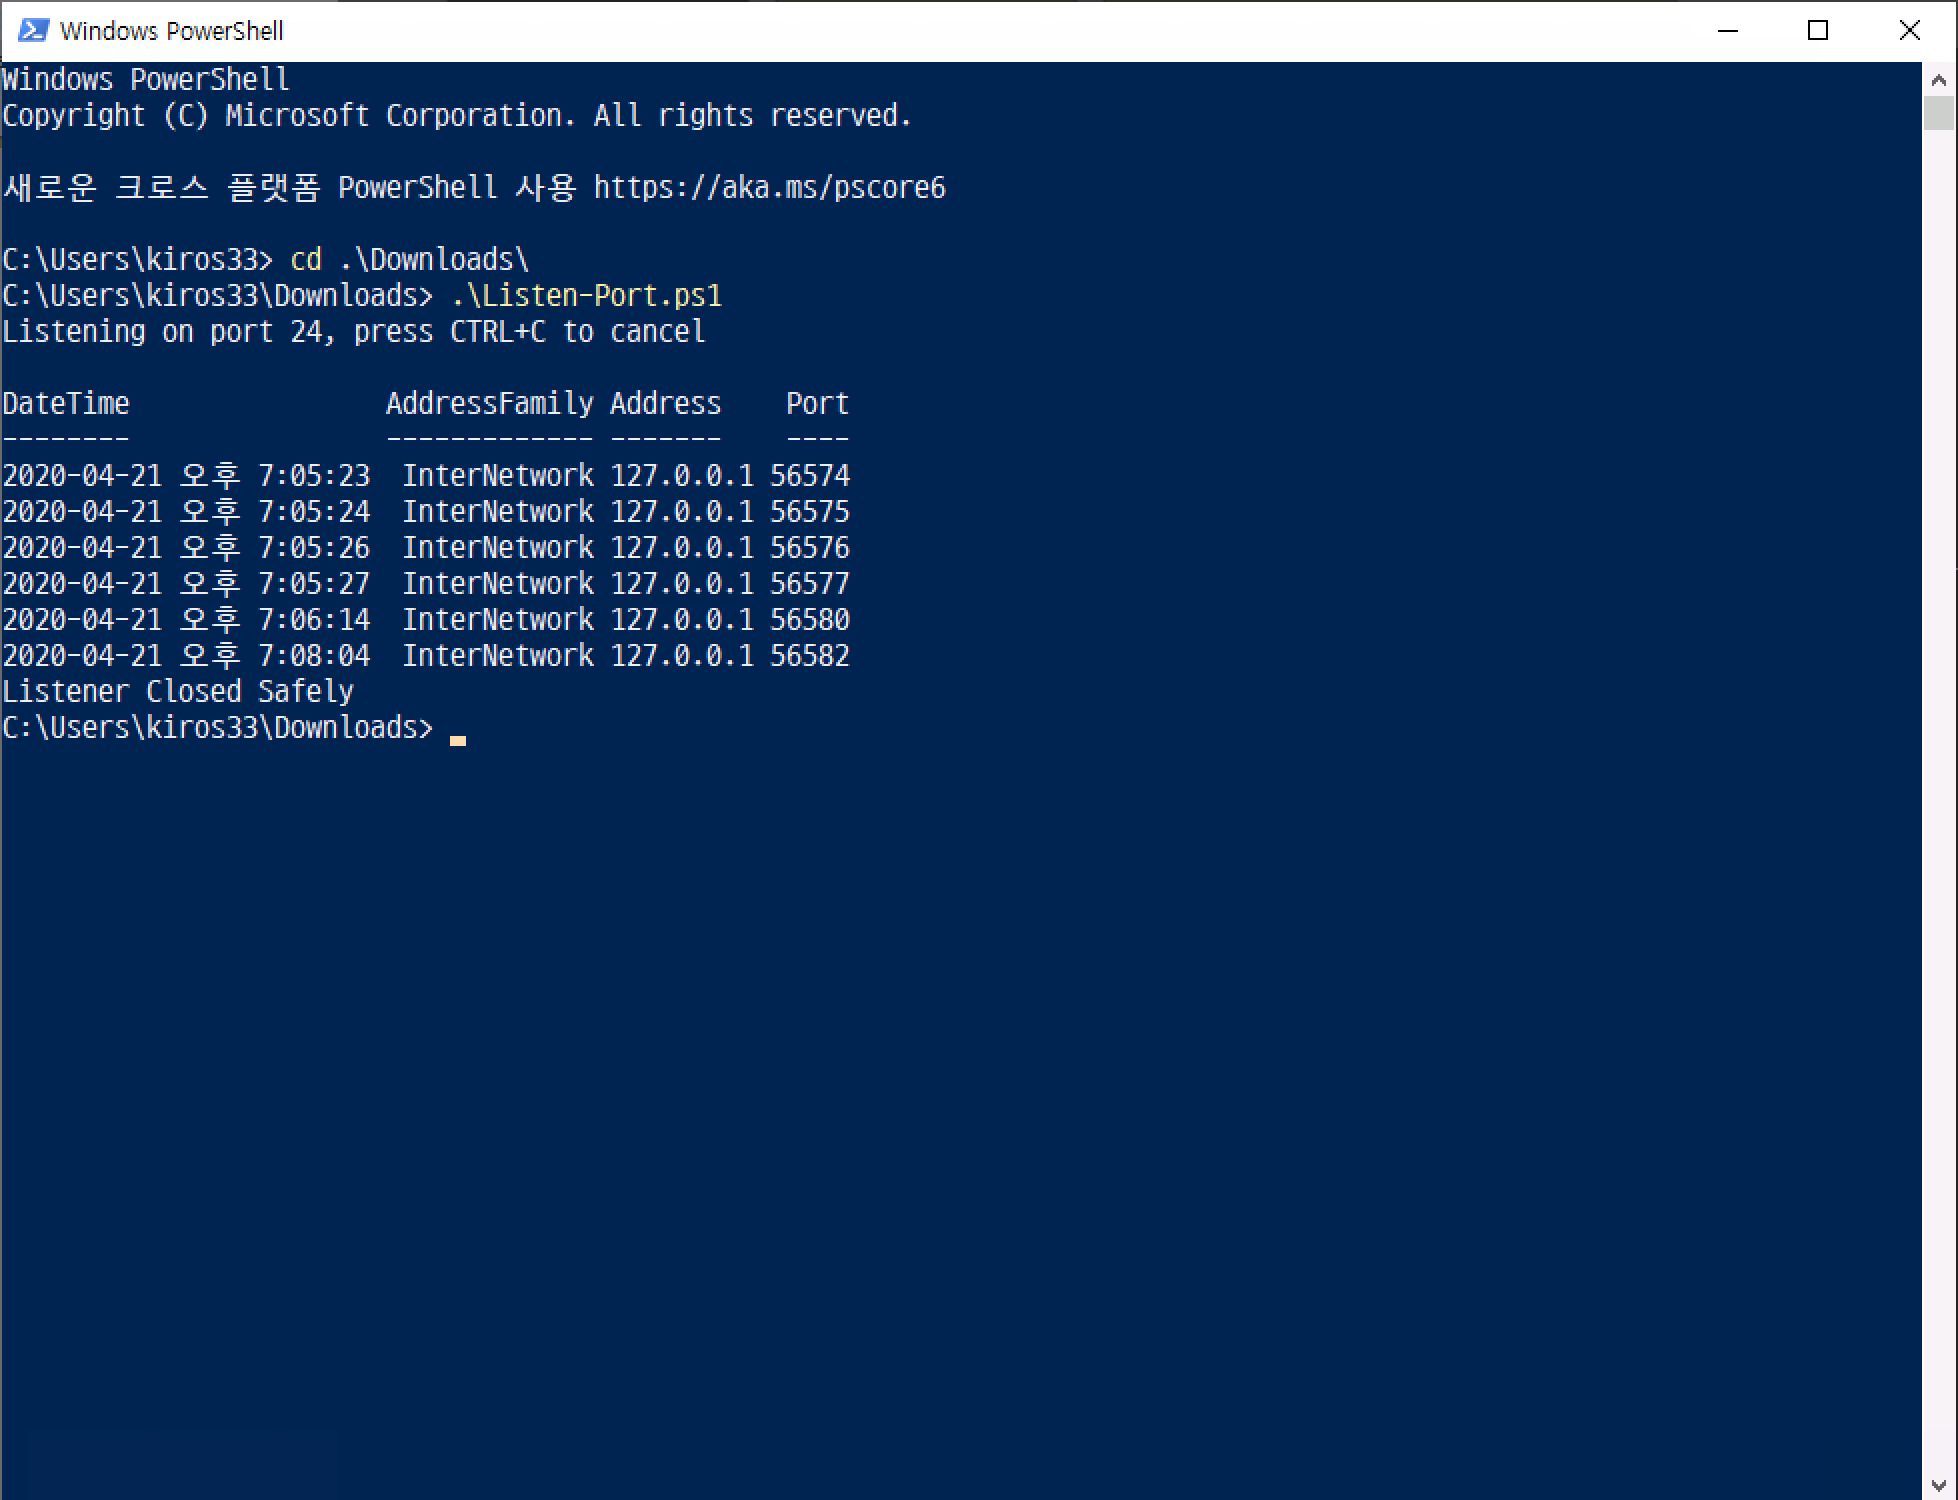 Windows PowerShell
Windows PowerShell
Copyright (C) Microsoft Corporation. All rights reserved.
새로운 크로스 플랫폼 PowerShell 사용 https://aka.ms/pscore6
C:\Users\kiros33> cd .\Downloads\
C:\Users\kiros33\Downloads> .\Listen-Port.ps1
Listening on port 24, press CTRL+C to cancel
DateTime                AddressFamily Address    Port
--------                ------------- -------    ----
2020-04-21 오후 7:05:23  InterNetwork 127.0.0.1 56574
2020-04-21 오후 7:05:24  InterNetwork 127.0.0.1 56575
2020-04-21 오후 7:05:26  InterNetwork 127.0.0.1 56576
2020-04-21 오후 7:05:27  InterNetwork 127.0.0.1 56577
2020-04-21 오후 7:06:14  InterNetwork 127.0.0.1 56580
2020-04-21 오후 7:08:04  InterNetwork 127.0.0.1 56582
Listener Closed Safely
C:\Users\kiros33\Downloads>